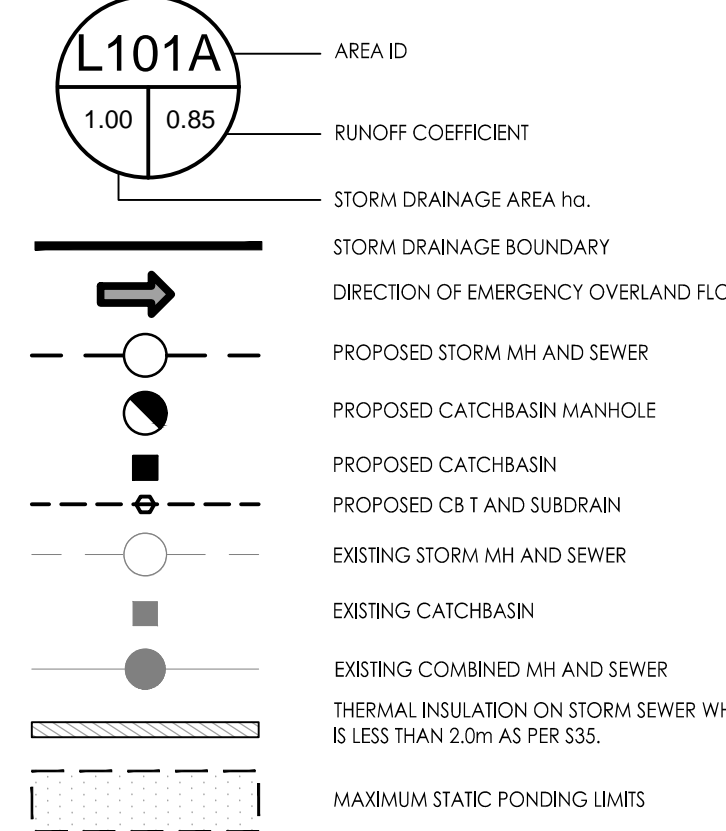 L101A
AREA ID
1.00 0.85
RUNOFF COEFFICIENT
STORM DRAINAGE AREA ha.
STORM DRAINAGE BOUNDARY
DIRECTION OF EMERGENCY OVERLAND
PROPOSED STORM MH AND SEWER
PROPOSED CATCHBASIN MANHOLE
PROPOSED CATCHBASIN
PROPOSED CB T AND SUBDRAIN
EXISTING STORM MH AND SEWER
EXISTING CATCHBASIN
EXISTING COMBINED MH AND SEWER
THERMAL INSULATION ON STORM SEWER
IS LESS THAN 2.0m AS PER S35.
MAXIMUM STATIC PONDING LIMITS